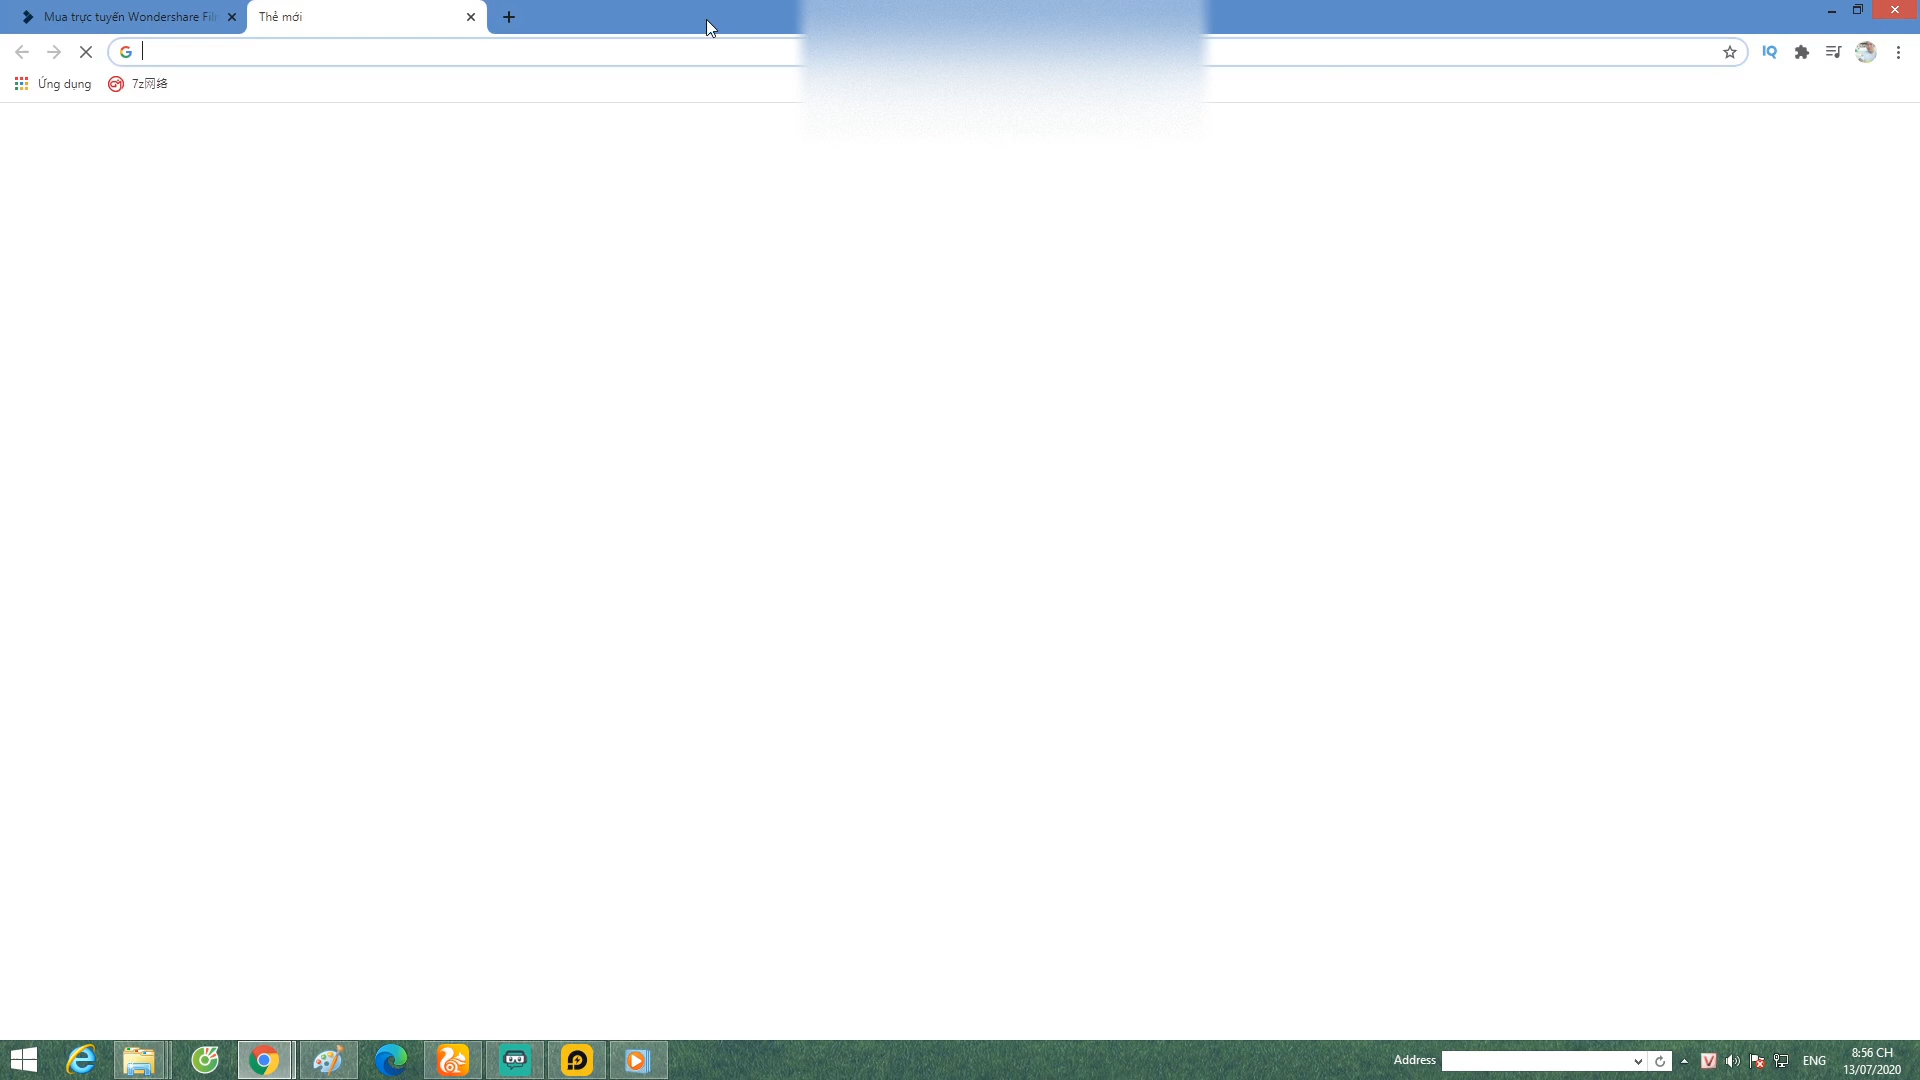 Mua trực tuyến Wondershare Fil
Thẻ mới
IQ
Ứng dụng
7z网络
Address
ENG
8:56 CH
13/07/2020